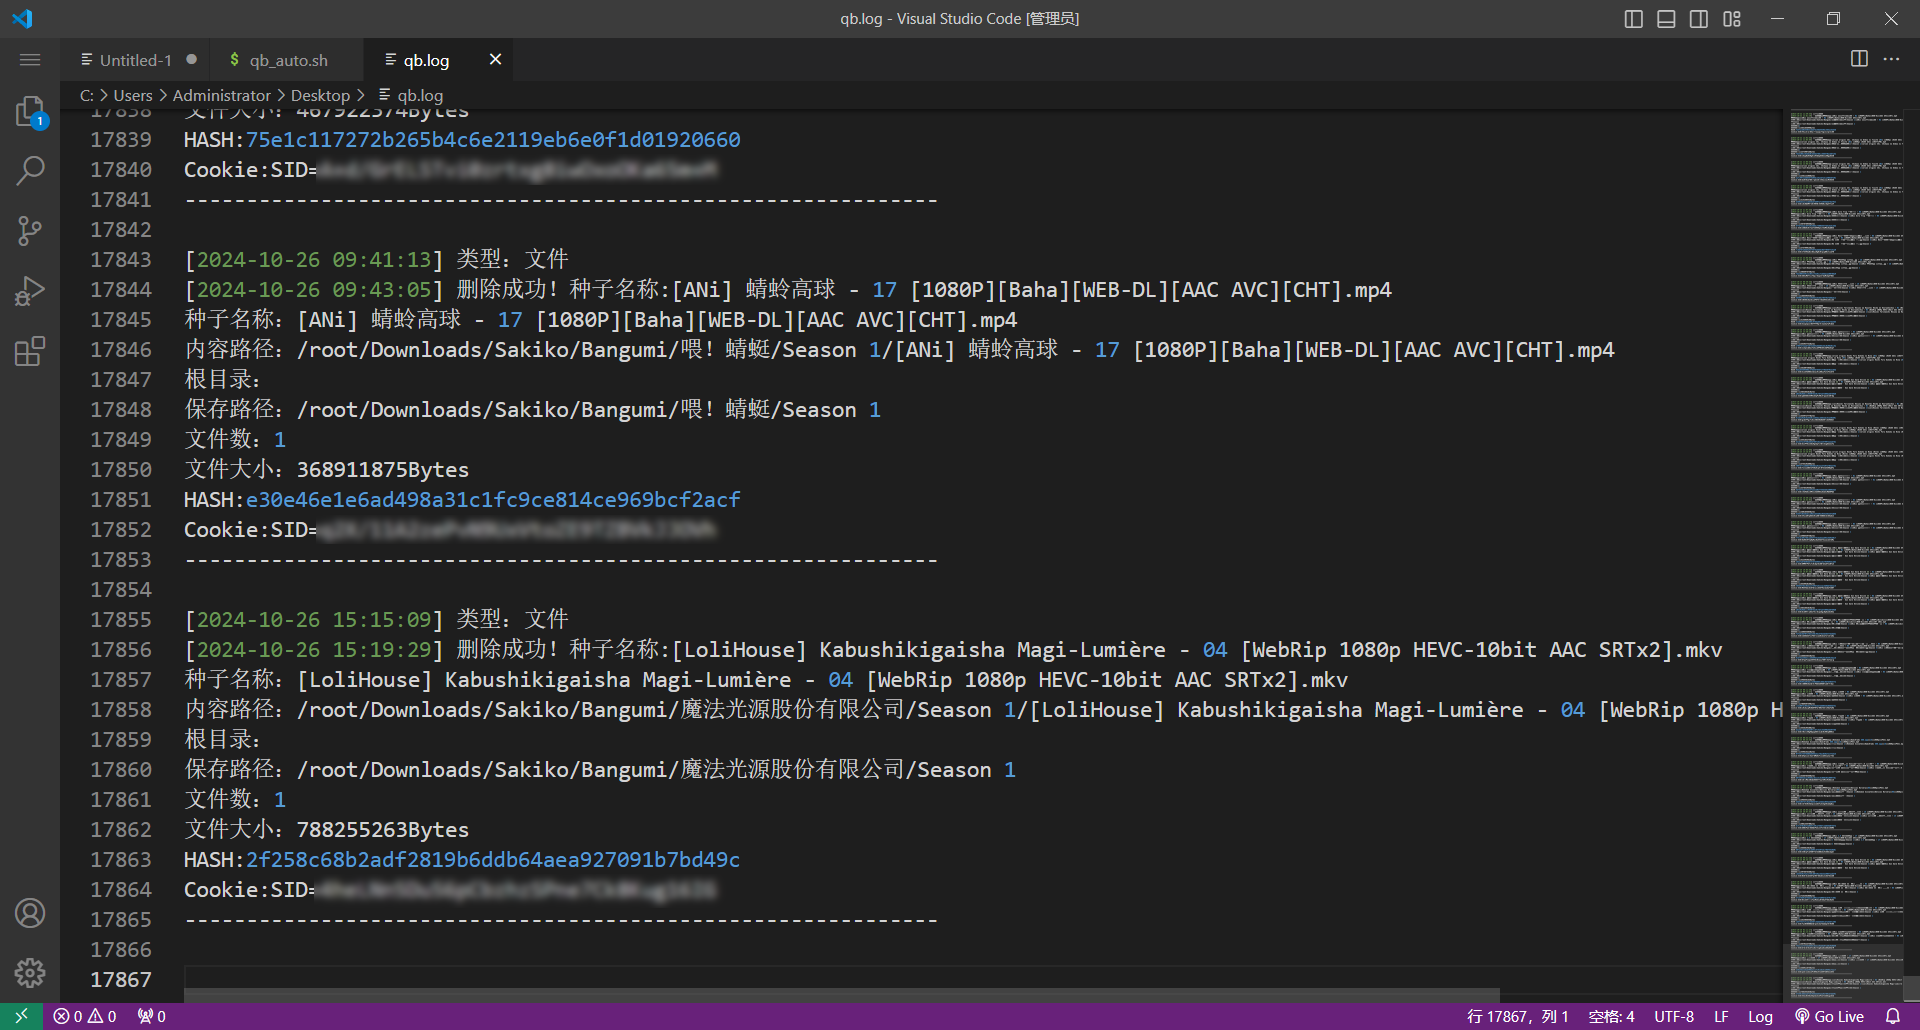 qb.log - Visual Studio Code [管理员]
Untitled-1
$ qb_auto.sh
qb.log
C: > Users > Administrator > Desktop > qb.log
17838 文件大小：467922574Bytes
17839 HASH:75e1c117272b265b4c6e2119eb6e0f1d01920660
17840 Cookie:SID=
17841 -------------------------------------------------------------
17842
17843 [2024-10-26 09:41:13] 类型：文件
17844 [2024-10-26 09:43:05] 删除成功！种子名称:[ANi] 蜻蛉高球 - 17 [1080P][Baha][WEB-DL][AAC AVC][CHT].mp4
17845 种子名称：[ANi] 蜻蛉高球 - 17 [1080P][Baha][WEB-DL][AAC AVC][CHT].mp4
17846 内容路径：/root/Downloads/Sakiko/Bangumi/喂！蜻蜓/Season 1/[ANi] 蜻蛉高球 - 17 [1080P][Baha][WEB-DL][AAC AVC][CHT].mp4
17847 根目录：
17848 保存路径：/root/Downloads/Sakiko/Bangumi/喂！蜻蜓/Season 1
17849 文件数：1
17850 文件大小：368911875Bytes
17851 HASH:e30e46e1e6ad498a31c1fc9ce814ce969bcf2acf
17852 Cookie:SID=
17853 -------------------------------------------------------------
17854
17855 [2024-10-26 15:15:09] 类型：文件
17856 [2024-10-26 15:19:29] 删除成功！种子名称:[LoliHouse] Kabushikigaisha Magi-Lumière - 04 [WebRip 1080p HEVC-10bit AAC SRTx2].mkv
17857 种子名称：[LoliHouse] Kabushikigaisha Magi-Lumière - 04 [WebRip 1080p HEVC-10bit AAC SRTx2].mkv
17858 内容路径：/root/Downloads/Sakiko/Bangumi/魔法光源股份有限公司/Season 1/[LoliHouse] Kabushikigaisha Magi-Lumière - 04 [WebRip 1080p H
17859 根目录：
17860 保存路径：/root/Downloads/Sakiko/Bangumi/魔法光源股份有限公司/Season 1
17861 文件数：1
17862 文件大小：788255263Bytes
17863 HASH:2f258c68b2adf2819b6ddb64aea927091b7bd49c
17864 Cookie:SID=
17865 -------------------------------------------------------------
17866
17867
1
0 0 0 行 17867，列 1 空格: 4 UTF-8 LF Log Go Live